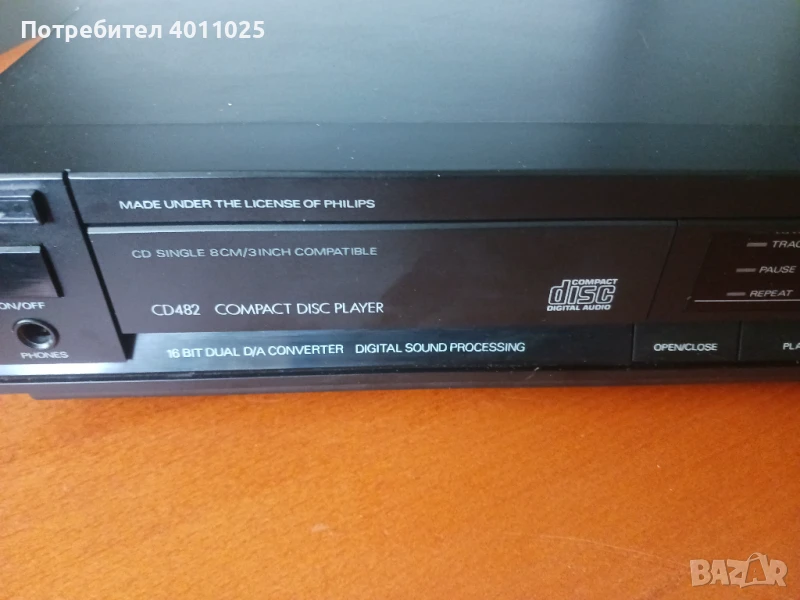 Потребител 4011025
MADE UNDER THE LICENSE OF PHILIPS
CD SINGLE 8CM/3INCH COMPATIBLE
CD482 COMPACT DISC PLAYER
COMPACT
disc
DIGITAL AUDIO
PAUSE
REPEAT
ON/OFF
PHONES
16 BIT DUAL D/A CONVERTER DIGITAL SOUND PROCESSING
OPEN/CLOSE
BAZAR